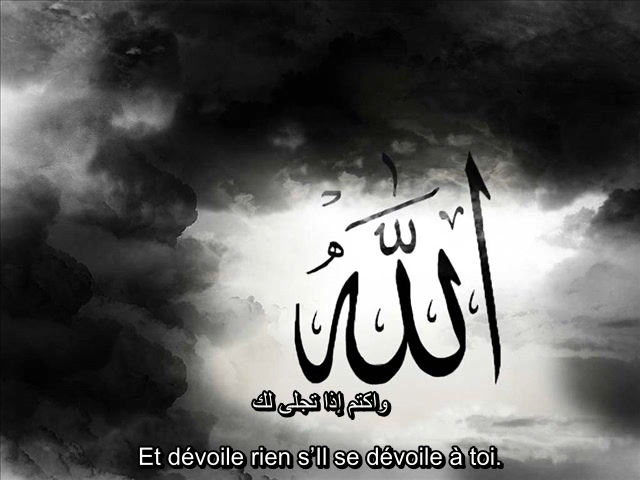 اللهُ
واكتم إذا تجلى لك
Et dévoile rien s'Il se dévoile à toi.